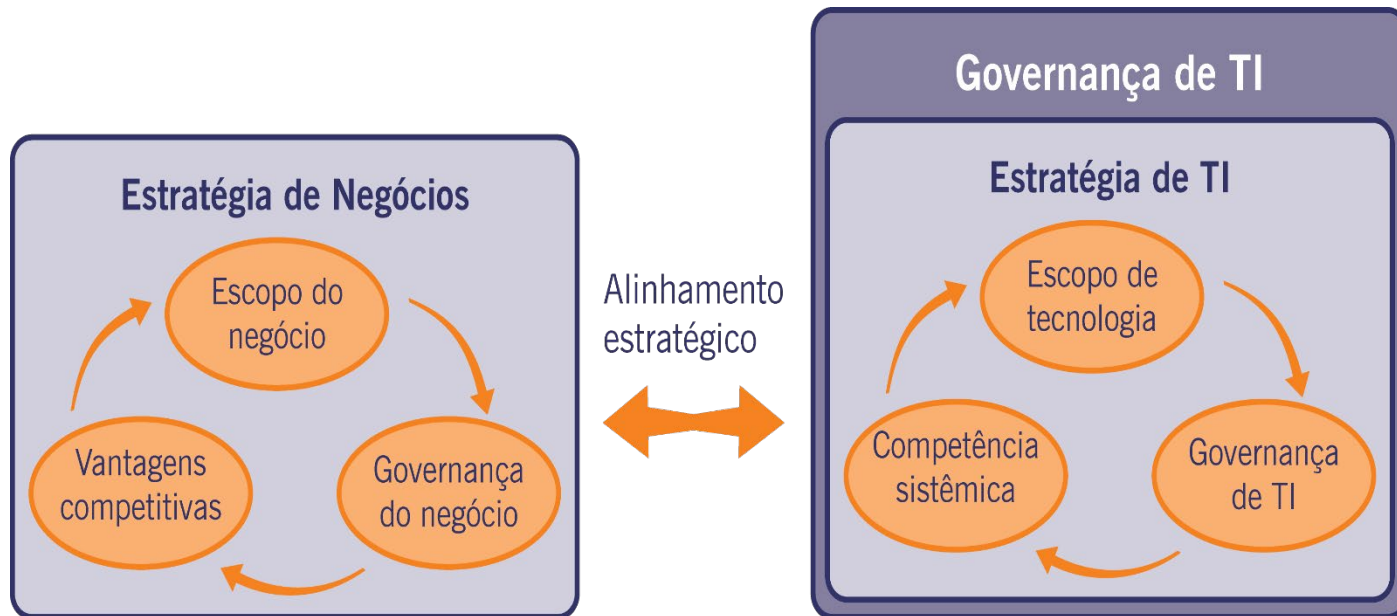 Estratégia de Negócios
Escopo do
negócio
Vantagens
competitivas
Governança
do negócio
Alinhamento
estratégico
Governança de TI
Estratégia de TI
Escopo de
tecnologia
Competência
sistêmica
Governança
de TI